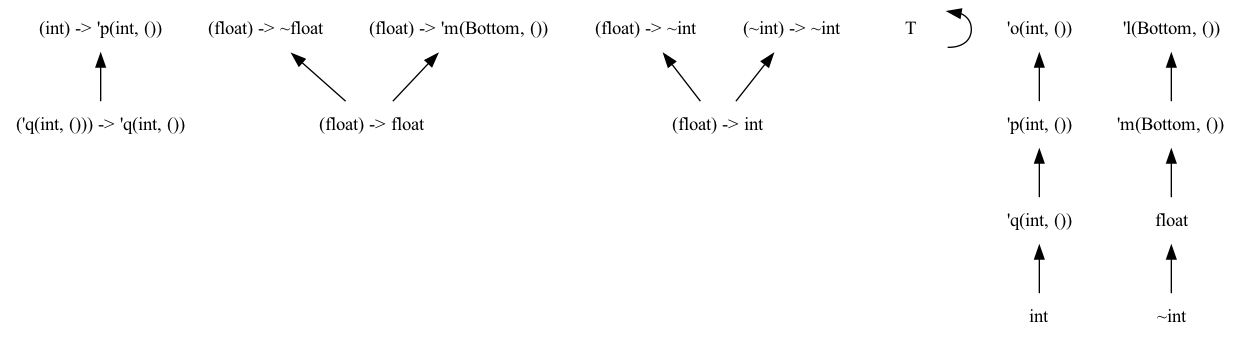 (int) -> 'p(int, ())
(float) -> ~float
(float) -> 'm(Bottom, ())
(float) -> ~int
(~int) -> ~int
T
'o(int, ())
'l(Bottom, ())
('q(int, ())) -> 'q(int, ())
(float) -> float
(float) -> int
'p(int, ())
'm(Bottom, ())
'q(int, ())
float
int
~int